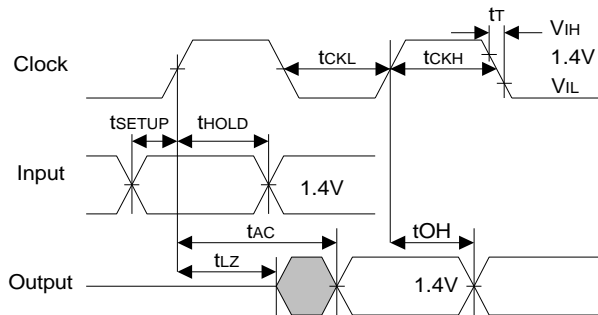 tT
VIH
Clock
tCKL
tCKH
1.4V
VIL
tSETUP
tHOLD
Input
1.4V
tAC
tOH
tLZ
Output
1.4V